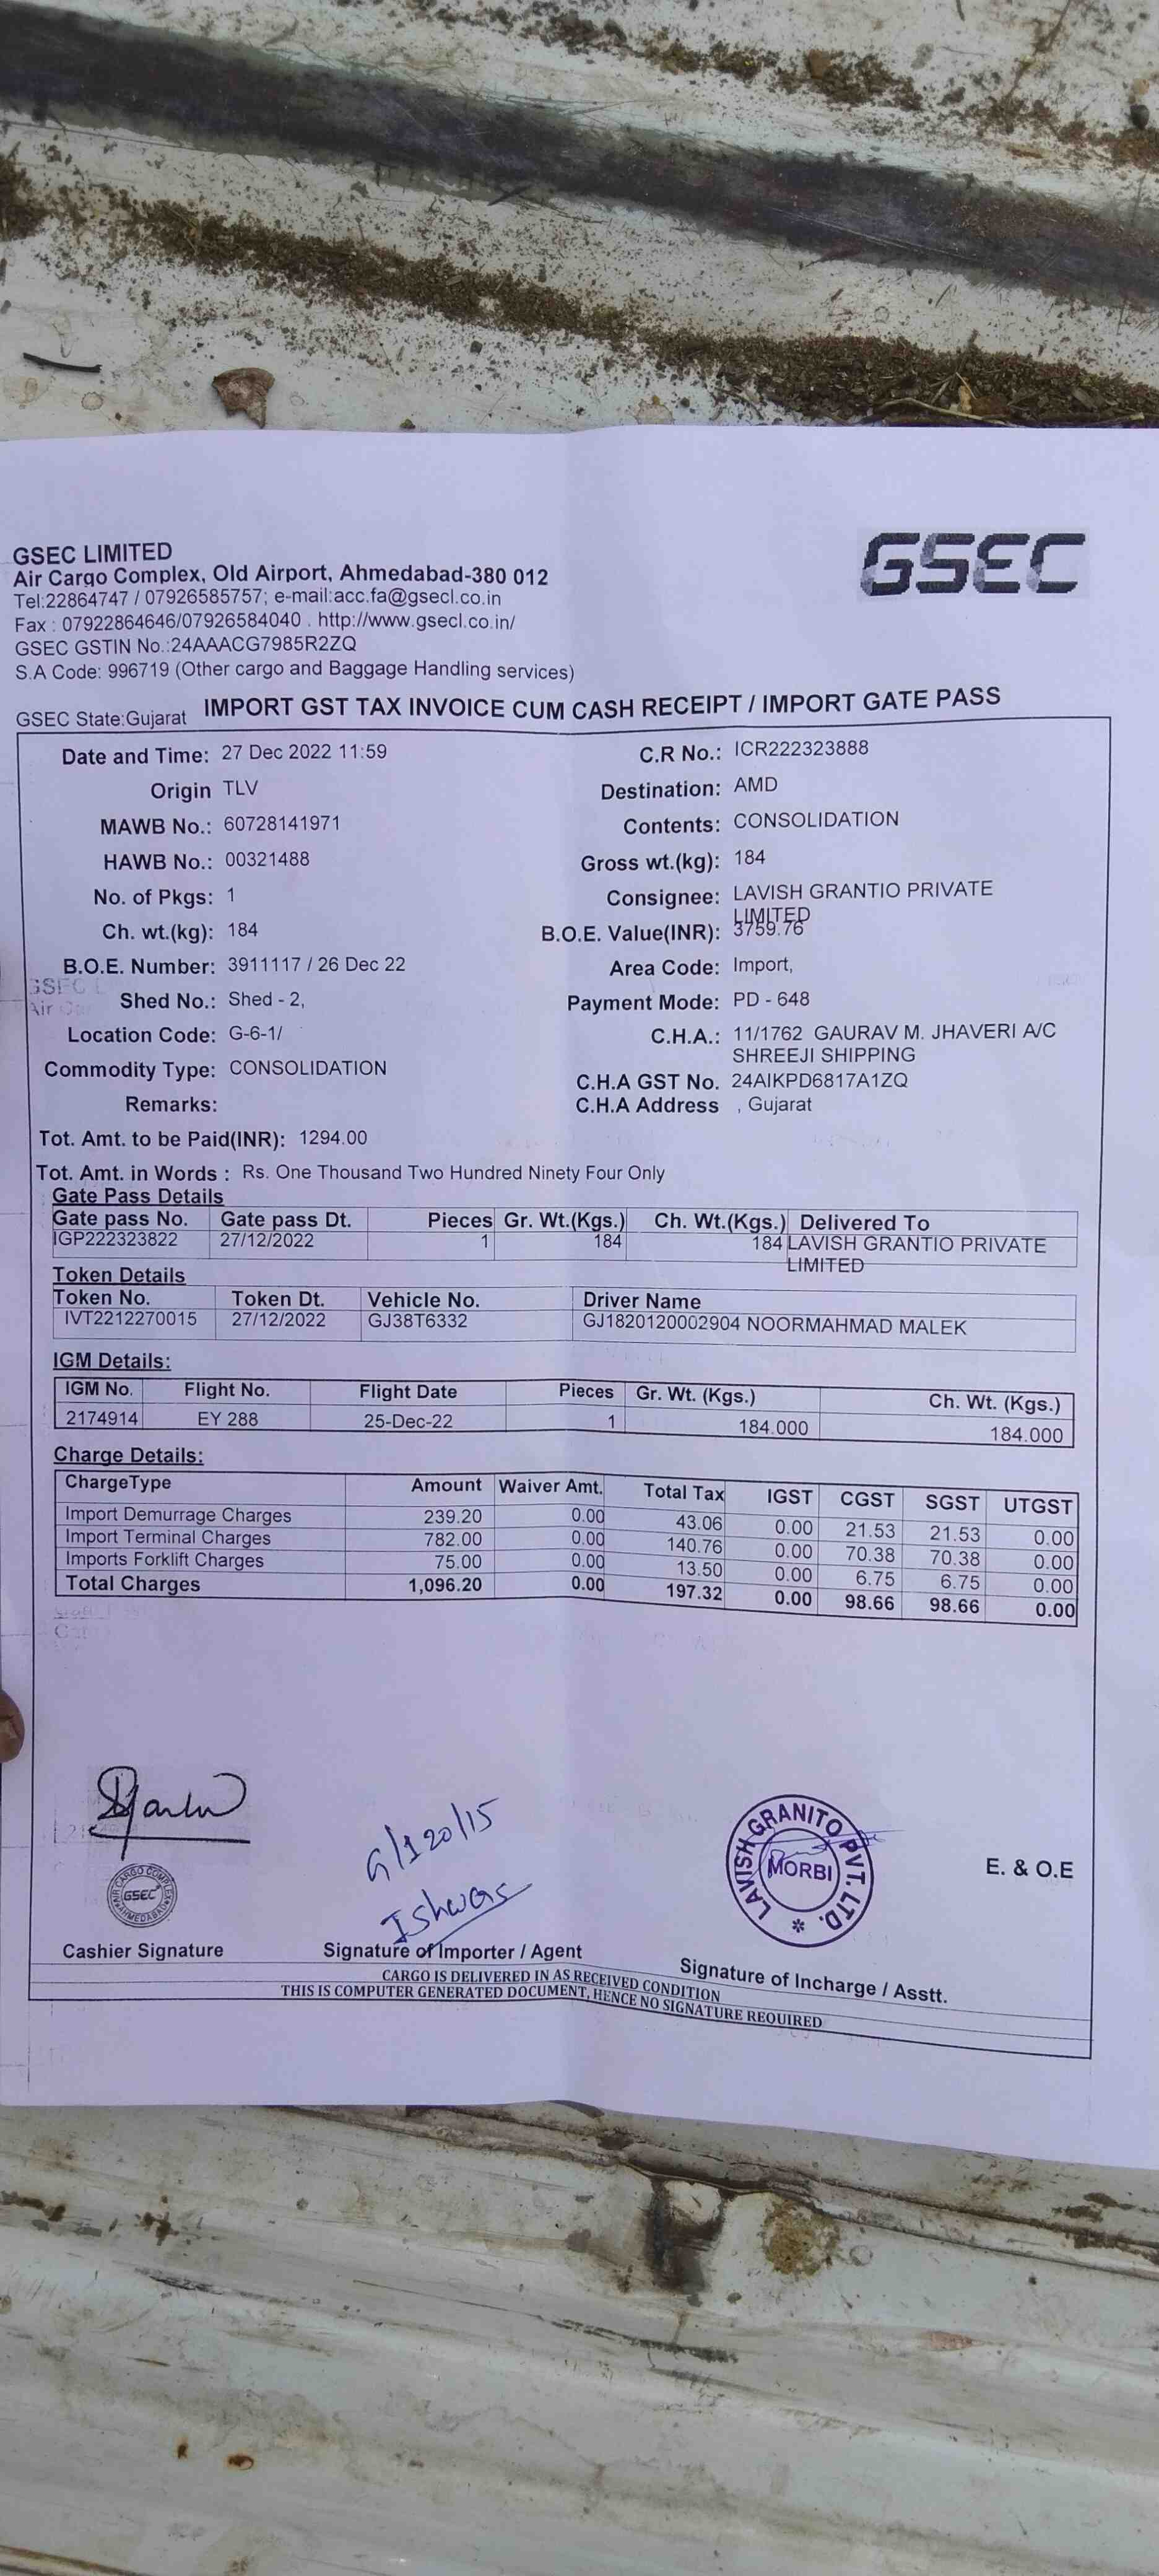 GSEC LIMITED
GSEC
Air Cargo Complex, Old Airport, Ahmedabad-380 012
Tel:22864747 / 07926585757; e-mail:acc.fa@gsecl.co.in
Fax : 07922864646/07926584040 . http://www.gsecl.co.in/
GSEC GSTIN No.:24AAACG7985R2ZQ
S.A Code: 996719 (Other cargo and Baggage Handling services)
GSEC State:Gujarat IMPORT GST TAX INVOICE CUM CASH RECEIPT / IMPORT GATE PASS
Date and Time: 27 Dec 2022 11:59 C.R No.: ICR222323888
Origin TLV Destination: AMD
MAWB No.: 60728141971 Contents: CONSOLIDATION
HAWB No.: 00321488 Gross wt.(kg): 184
No. of Pkgs: 1 Consignee: LAVISH GRANTIO PRIVATE
LIMITED
Ch. wt.(kg): 184 B.O.E. Value(INR): 3759.76
B.O.E. Number: 3911117 / 26 Dec 22 Area Code: Import,
Shed No.: Shed - 2, Payment Mode: PD - 648
Location Code: G-6-1/ C.H.A.: 11/1762 GAURAV M. JHAVERI A/C
SHREEJI SHIPPING
Commodity Type: CONSOLIDATION C.H.A GST No. 24AIKPD6817A1ZQ
Remarks: C.H.A Address , Gujarat
Tot. Amt. to be Paid(INR): 1294.00
Tot. Amt. in Words : Rs. One Thousand Two Hundred Ninety Four Only
Gate Pass Details
Gate pass No. Gate pass Dt. Pieces Gr. Wt.(Kgs.) Ch. Wt.(Kgs.) Delivered To
IGP222323822 27/12/2022 1 184 184 LAVISH GRANTIO PRIVATE
LIMITED
Token Details
Token No. Token Dt. Vehicle No. Driver Name
IVT2212270015 27/12/2022 GJ38T6332 GJ1820120002904 NOORMAHMAD MALEK
IGM Details:
IGM No. Flight No. Flight Date Pieces Gr. Wt. (Kgs.) Ch. Wt. (Kgs.)
2174914 EY 288 25-Dec-22 1 184.000 184.000
Charge Details:
ChargeType Amount Waiver Amt. Total Tax IGST CGST SGST UTGST
Import Demurrage Charges 239.20 0.00 43.06 0.00 21.53 21.53 0.00
Import Terminal Charges 782.00 0.00 140.76 0.00 70.38 70.38 0.00
Imports Forklift Charges 75.00 0.00 13.50 0.00 6.75 6.75 0.00
Total Charges 1,096.20 0.00 197.32 0.00 98.66 98.66 0.00
LAVISH GRANITO PVT. LTD.
MORBI
E. & O.E
AIR CARGO COMPLEX
GSEC
AHMEDABAD
Cashier Signature Signature of Importer / Agent Signature of Incharge / Asstt.
CARGO IS DELIVERED IN AS RECEIVED CONDITION
THIS IS COMPUTER GENERATED DOCUMENT, HENCE NO SIGNATURE REQUIRED